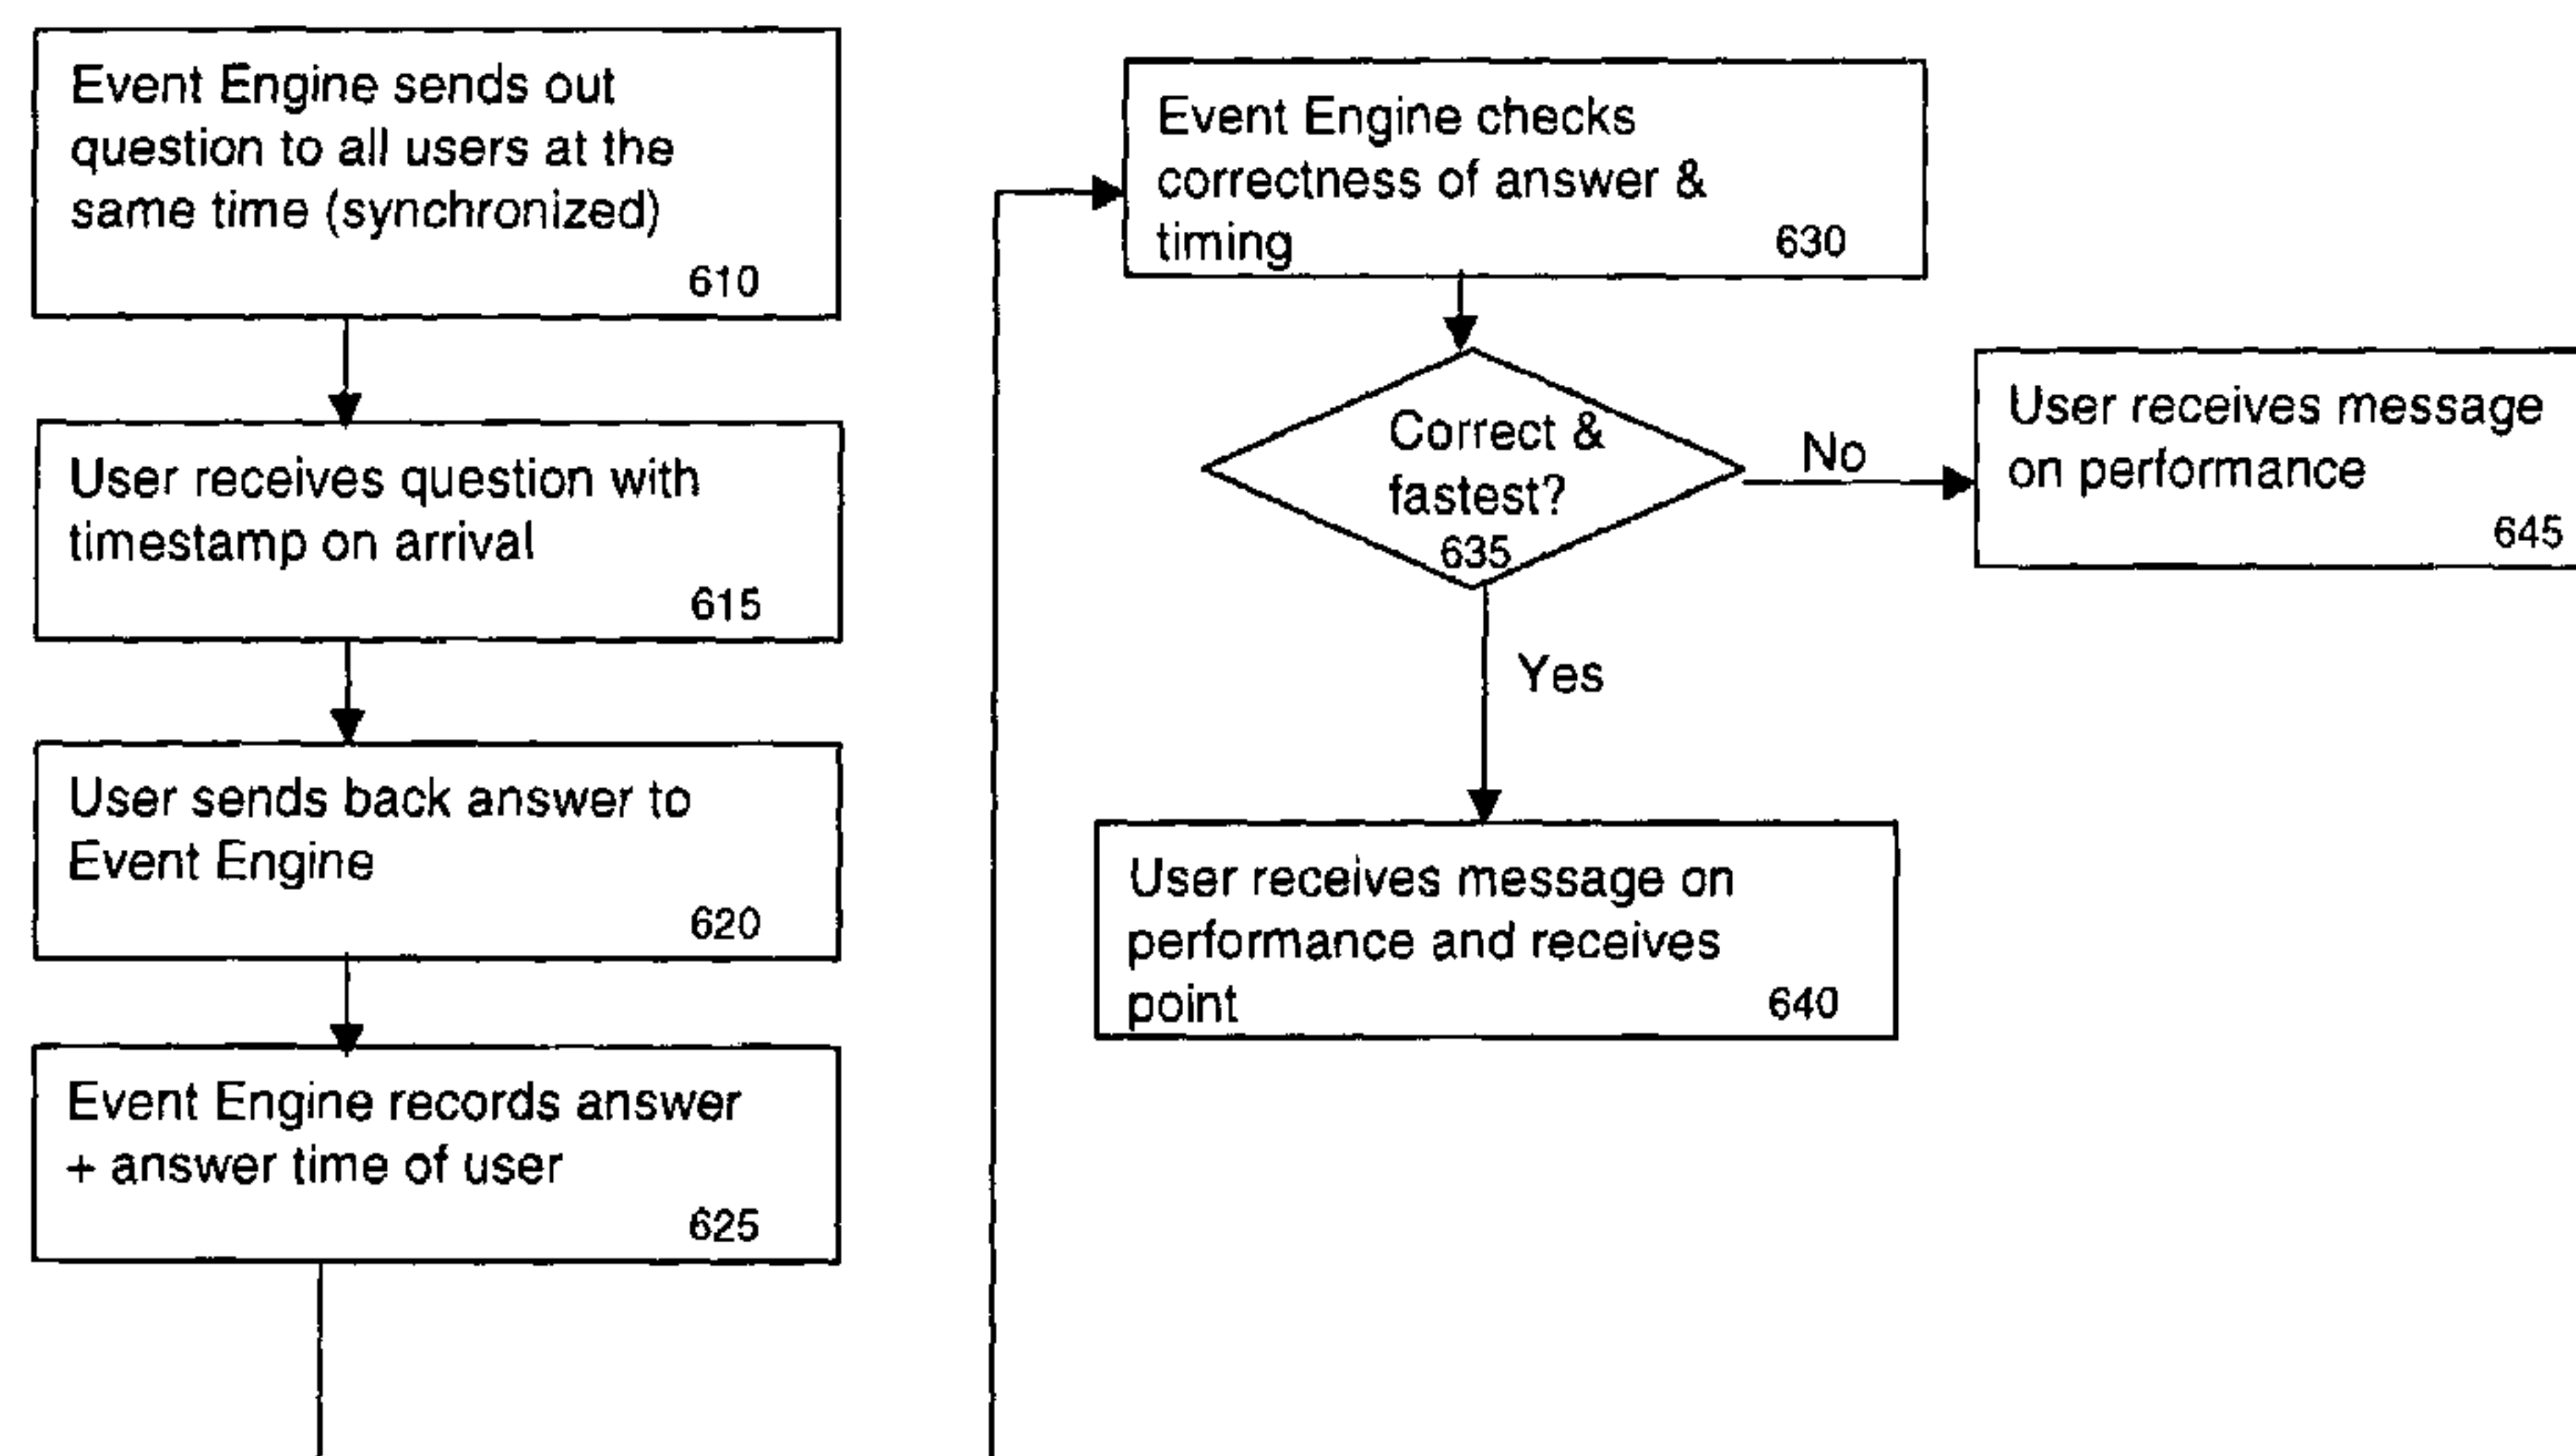 Event Engine sends out
question to all users at the
same time (synchronized)
610
User receives question with
timestamp on arrival
615
User sends back answer to
Event Engine
620
Event Engine records answer
+ answer time of user
625
Event Engine checks
correctness of answer &
timing 630
Correct &
fastest?
635
No
User receives message
on performance
645
Yes
User receives message on
performance and receives
point 640